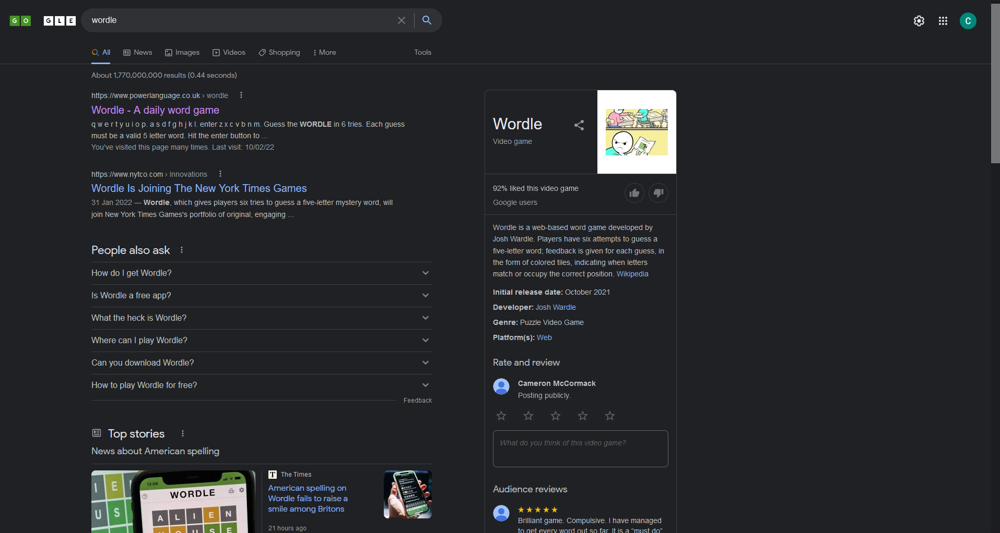 G O G L E
wordle
C
All
News
Images
Videos
Shopping
More
Tools
About 1,770,000,000 results (0.44 seconds)
https://www.powerlanguage.co.uk › wordle
Wordle - A daily word game
q w e r t y u i o p. a s d f g h j k l. enter z x c v b n m. Guess the WORDLE in 6 tries. Each guess
must be a valid 5 letter word. Hit the enter button to ...
You've visited this page many times. Last visit: 10/02/22
https://www.nytco.com › Innovations
Wordle Is Joining The New York Times Games
31 Jan 2022 — Wordle, which gives players six tries to guess a five-letter mystery word, will
join New York Times Games's portfolio of original, engaging ...
People also ask
How do I get Wordle?
Is Wordle a free app?
What the heck is Wordle?
Where can I play Wordle?
Can you download Wordle?
How to play Wordle for free?
Feedback
Top stories
News about American spelling
I E
U S
12:09
WORDLE
A L I E N
H O U S E
T The Times
American spelling on
Wordle fails to raise a
smile among Britons
21 hours ago
Wordle
Video game
92% liked this video game
Google users
Wordle is a web-based word game developed by
Josh Wardle. Players have six attempts to guess a
five-letter word; feedback is given for each guess, in
the form of colored tiles, indicating when letters
match or occupy the correct position. Wikipedia
Initial release date: October 2021
Developer: Josh Wardle
Genre: Puzzle Video Game
Platform(s): Web
Rate and review
Cameron McCormack
Posting publicly.
What do you think of this video game?
Audience reviews
Brilliant game. Compulsive. I have managed
to get every word out so far. It is a “must do”